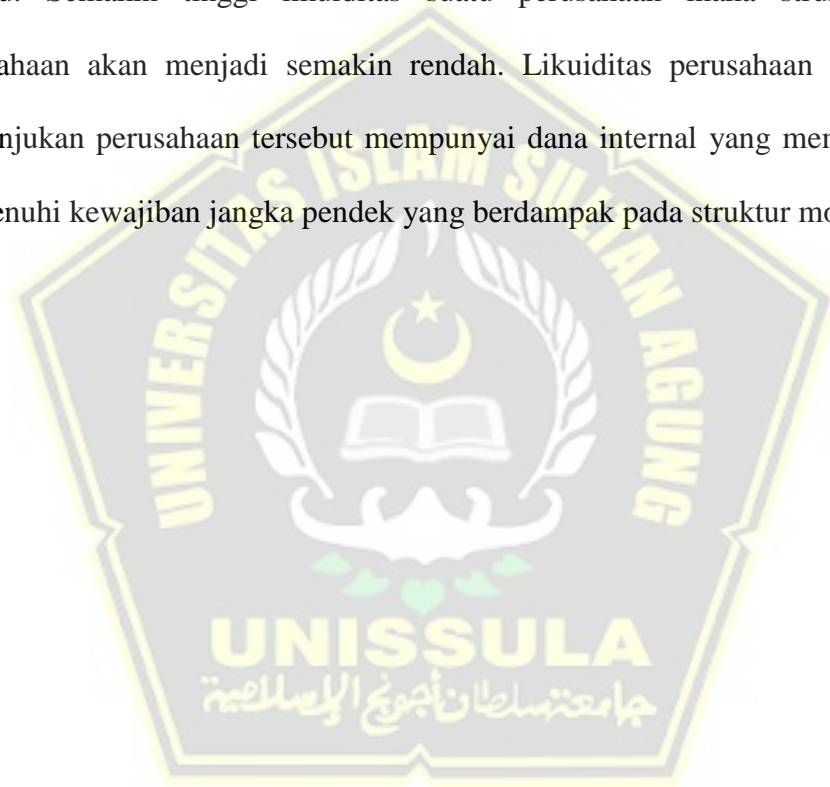 Semakin tinggi likuiditas suatu perusahaan maka
ahaan akan menjadi semakin rendah. Likuiditas perusahaan
njukan perusahaan tersebut mempunyai dana internal yang
enuhi kewajiban jangka pendek yang berdampak pada struktur mo
UNIVERSITAS ISLAM SULTAN AGUNG
UNISSULA
جامعة سلطان أجونج الإسلامية